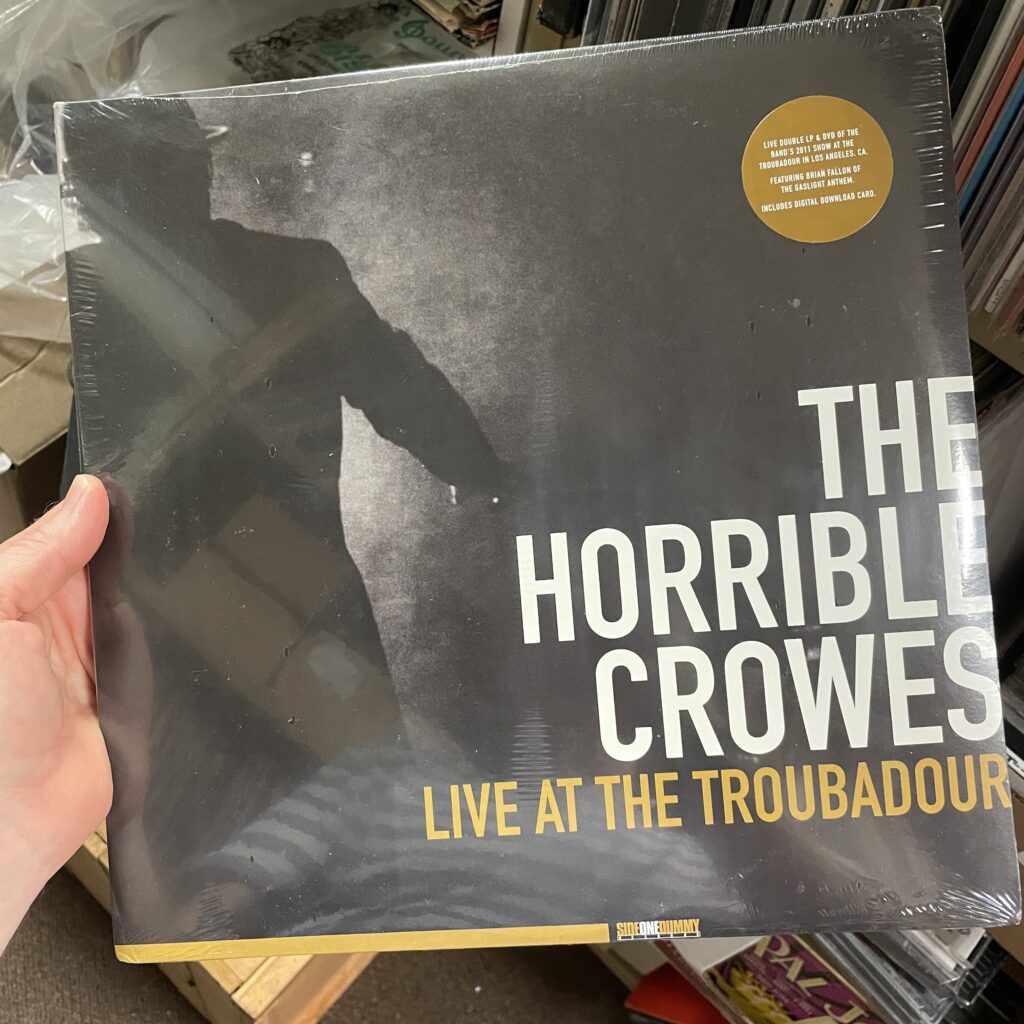 LIVE DOUBLE LP & DVD OF THE
BAND'S 2011 SHOW AT THE
TROUBADOUR IN LOS ANGELES, CA.
FEATURING BRIAN FALLON OF
THE GASLIGHT ANTHEM.
INCLUDES DIGITAL DOWNLOAD CARD.
THE
HORRIBLE
CROWES
LIVE AT THE TROUBADOUR
SIDEONEDUMMY